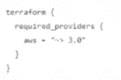 terraform {
required_providers {
aws = "~> 3.0"
}
}